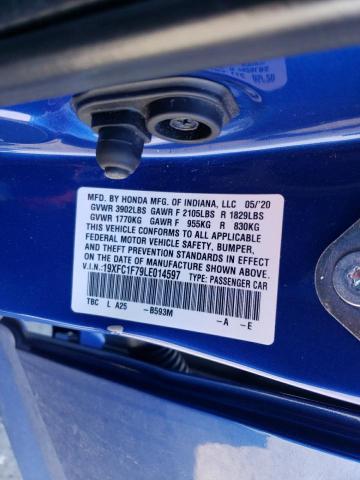 MFD. BY HONDA MFG. OF INDIANA, LLC 05/'20
GVWR 3902LBS GAWR F 2105LBS R 1829LBS
GVWR 1770KG GAWR F 955KG R 830KG
THIS VEHICLE CONFORMS TO ALL APPLICABLE
FEDERAL MOTOR VEHICLE SAFETY, BUMPER,
AND THEFT PREVENTION STANDARDS IN EFFECT
ON THE DATE OF MANUFACTURE SHOWN ABOVE.
V.I.N: 19XFC1F79LE014597 TYPE: PASSENGER CAR
TBC L A25 -B593M -A -E